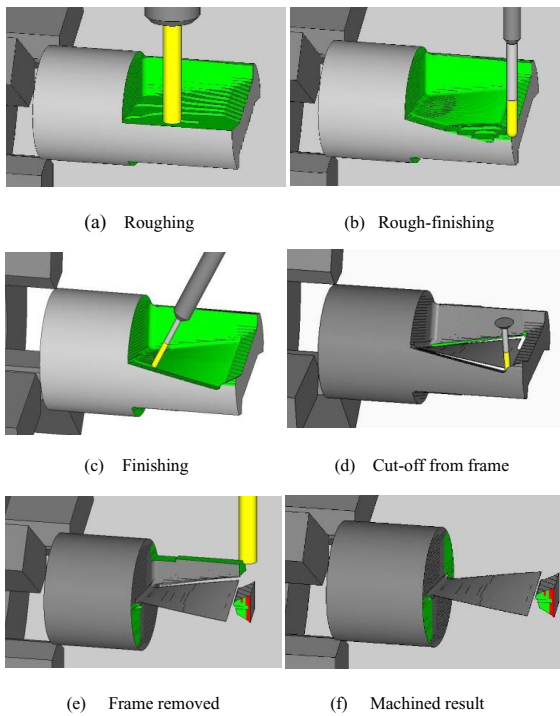 (a) Roughing
(b) Rough-finishing
(c) Finishing
(d) Cut-off from frame
(e) Frame removed
(f) Machined result